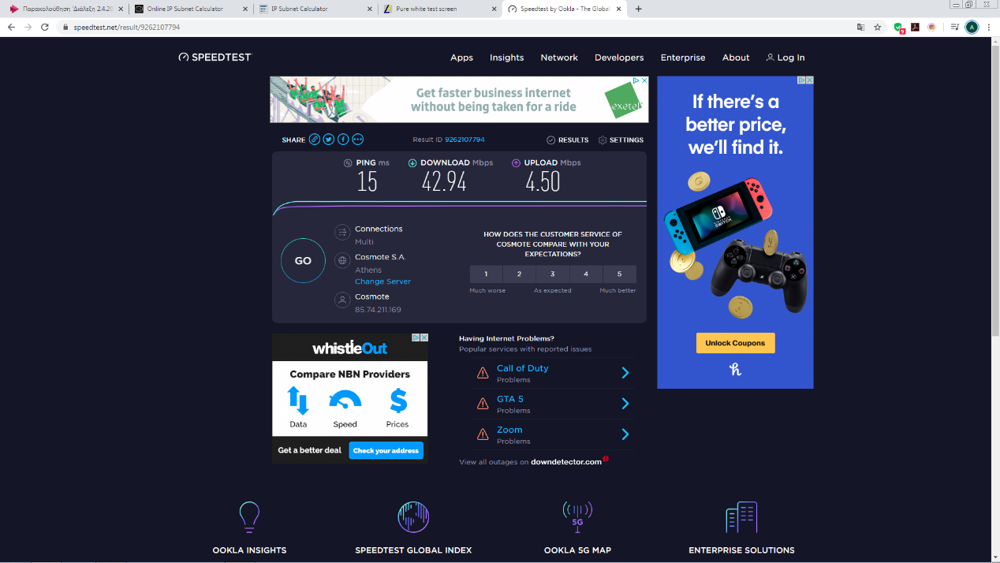 Παρακολούθηση 'Διάλεξη 2.4.20
Online IP Subnet Calculator
IP Subnet Calculator
Pure white test screen
Speedtest by Ookla - The Global
speedtest.net/result/9262107794
9
A
SPEEDTEST
Apps
Insights
Network
Developers
Enterprise
About
Log In
Get faster business internet
without being taken for a ride
exetel
SHARE
Result ID 9262107794
RESULTS
SETTINGS
PING ms
15
DOWNLOAD Mbps
42.94
UPLOAD Mbps
4.50
GO
Connections
Multi
Cosmote S.A.
Athens
Change Server
Cosmote
85.74.211.169
HOW DOES THE CUSTOMER SERVICE OF
COSMOTE COMPARE WITH YOUR
EXPECTATIONS?
1 2 3 4 5
Much worse As expected Much better
whistleOut
Compare NBN Providers
Data Speed Prices
Get a better deal
Check your address
Having Internet Problems?
Popular services with reported issues
Call of Duty
Problems
GTA 5
Problems
Zoom
Problems
View all outages on downdetector.com
If there's a
better price,
we'll find it.
SWITCH
Unlock Coupons
h
5G
OOKLA INSIGHTS
SPEEDTEST GLOBAL INDEX
OOKLA 5G MAP
ENTERPRISE SOLUTIONS